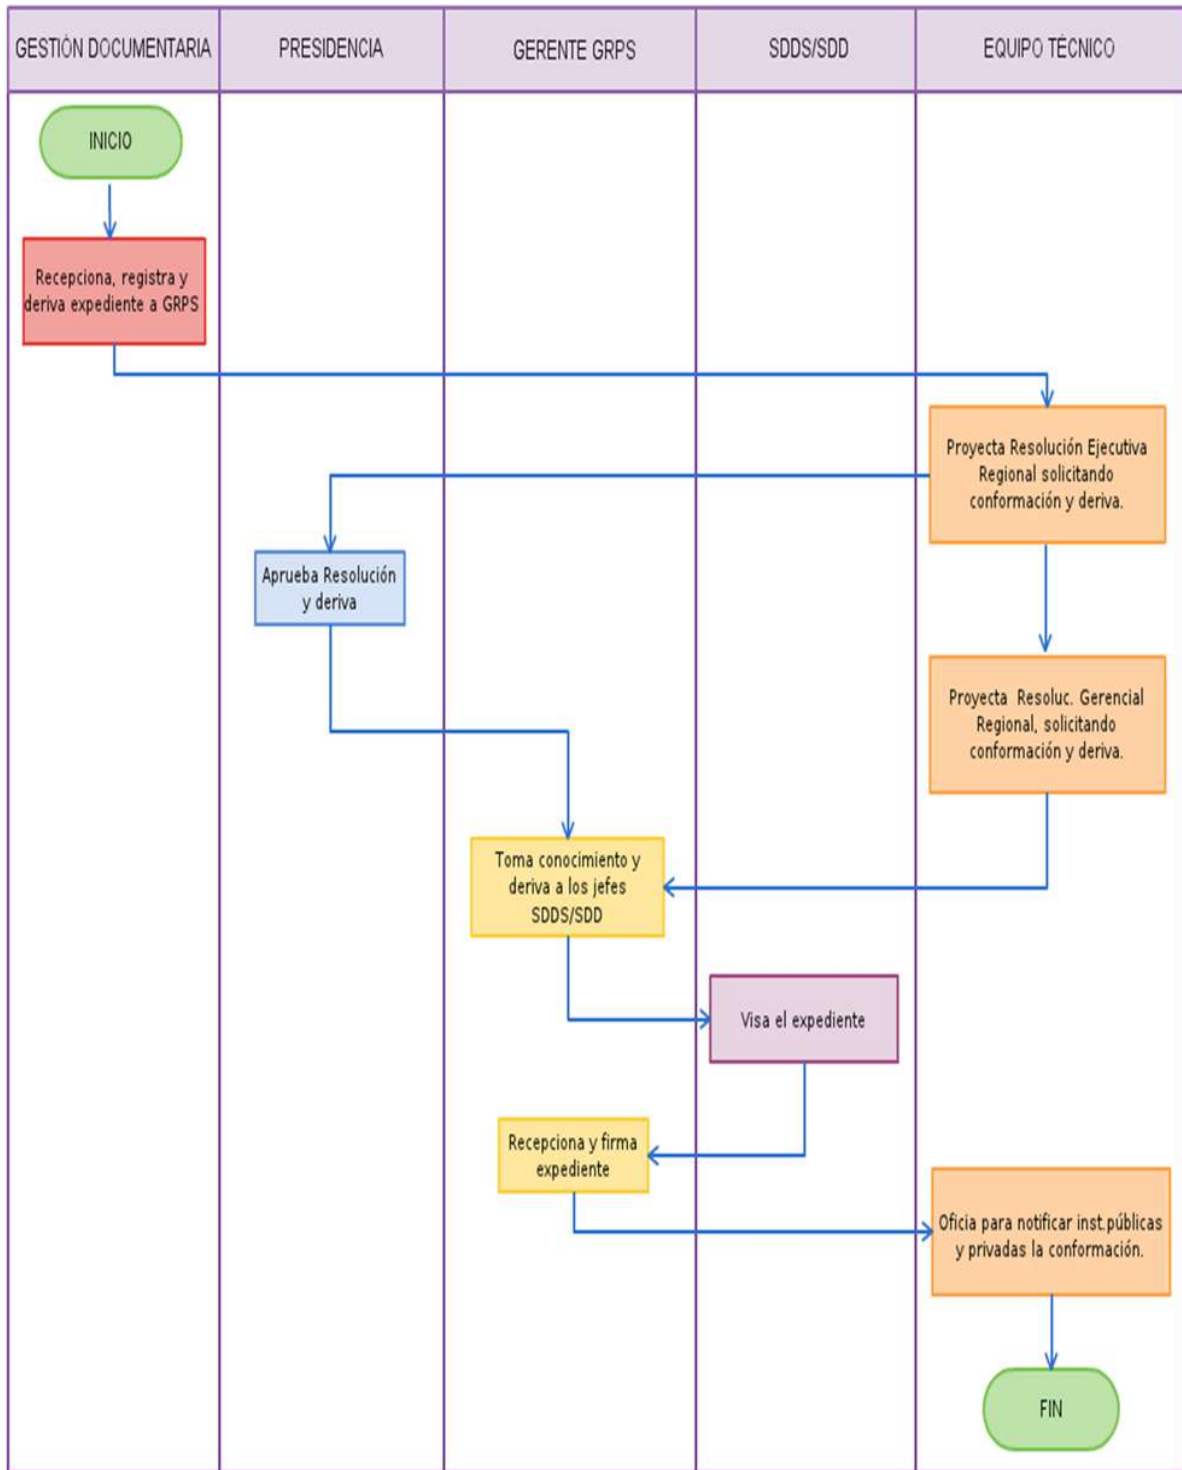 GESTIÓN DOCUMENTARIA
PRESIDENCIA
GERENTE GRPS
SDDS/SDD
EQUIPO TÉCNICO
INICIO
Recepciona, registra y
deriva expediente a GRPS
Proyecta Resolución Ejecutiva
Regional solicitando
conformación y deriva.
Aprueba Resolución
y deriva
Proyecta Resoluc. Gerencial
Regional, solicitando
conformación y deriva.
Toma conocimiento y
deriva a los jefes
SDDS/SDD
Visa el expediente
Recepciona y firma
expediente
Oficia para notificar inst.públicas
y privadas la conformación.
FIN